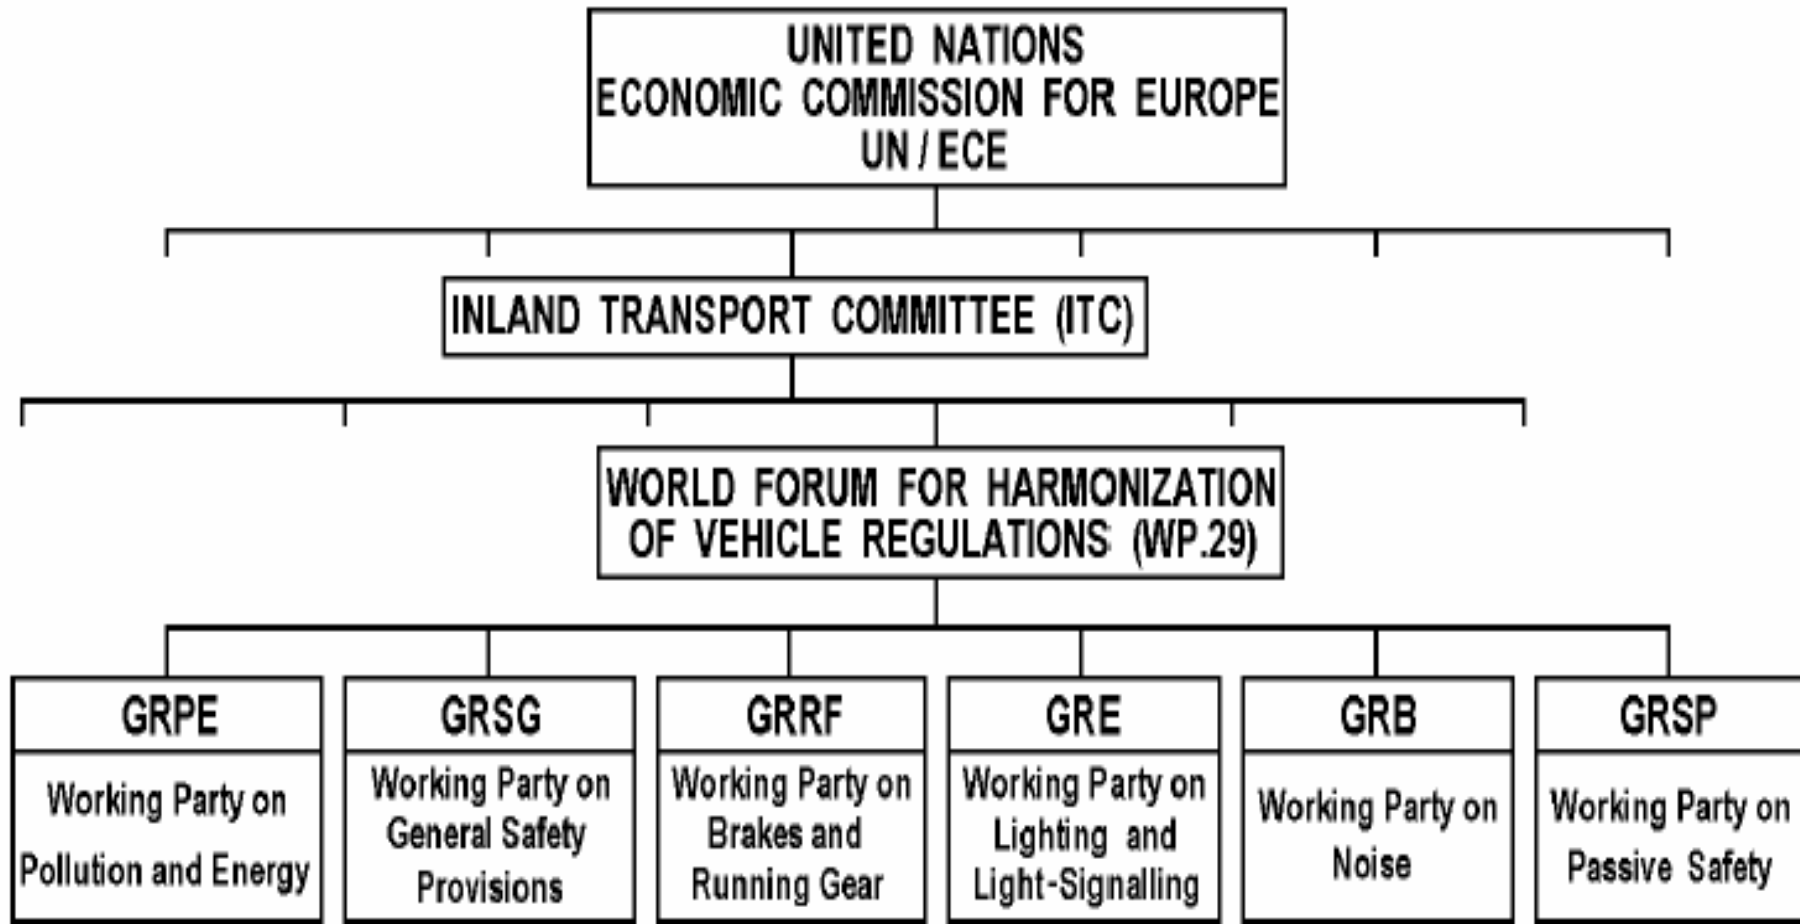 UNITED NATIONS
ECONOMIC COMMISSION FOR EUROPE
UN / ECE
INLAND TRANSPORT COMMITTEE (ITC)
WORLD FORUM FOR HARMONIZATION
OF VEHICLE REGULATIONS (WP.29)
GRPE
Working Party on
Pollution and Energy
GRSG
Working Party on
General Safety
Provisions
GRRF
Working Party on
Brakes and
Running Gear
GRE
Working Party on
Lighting and
Light-Signalling
GRB
Working Party on
Noise
GRSP
Working Party on
Passive Safety